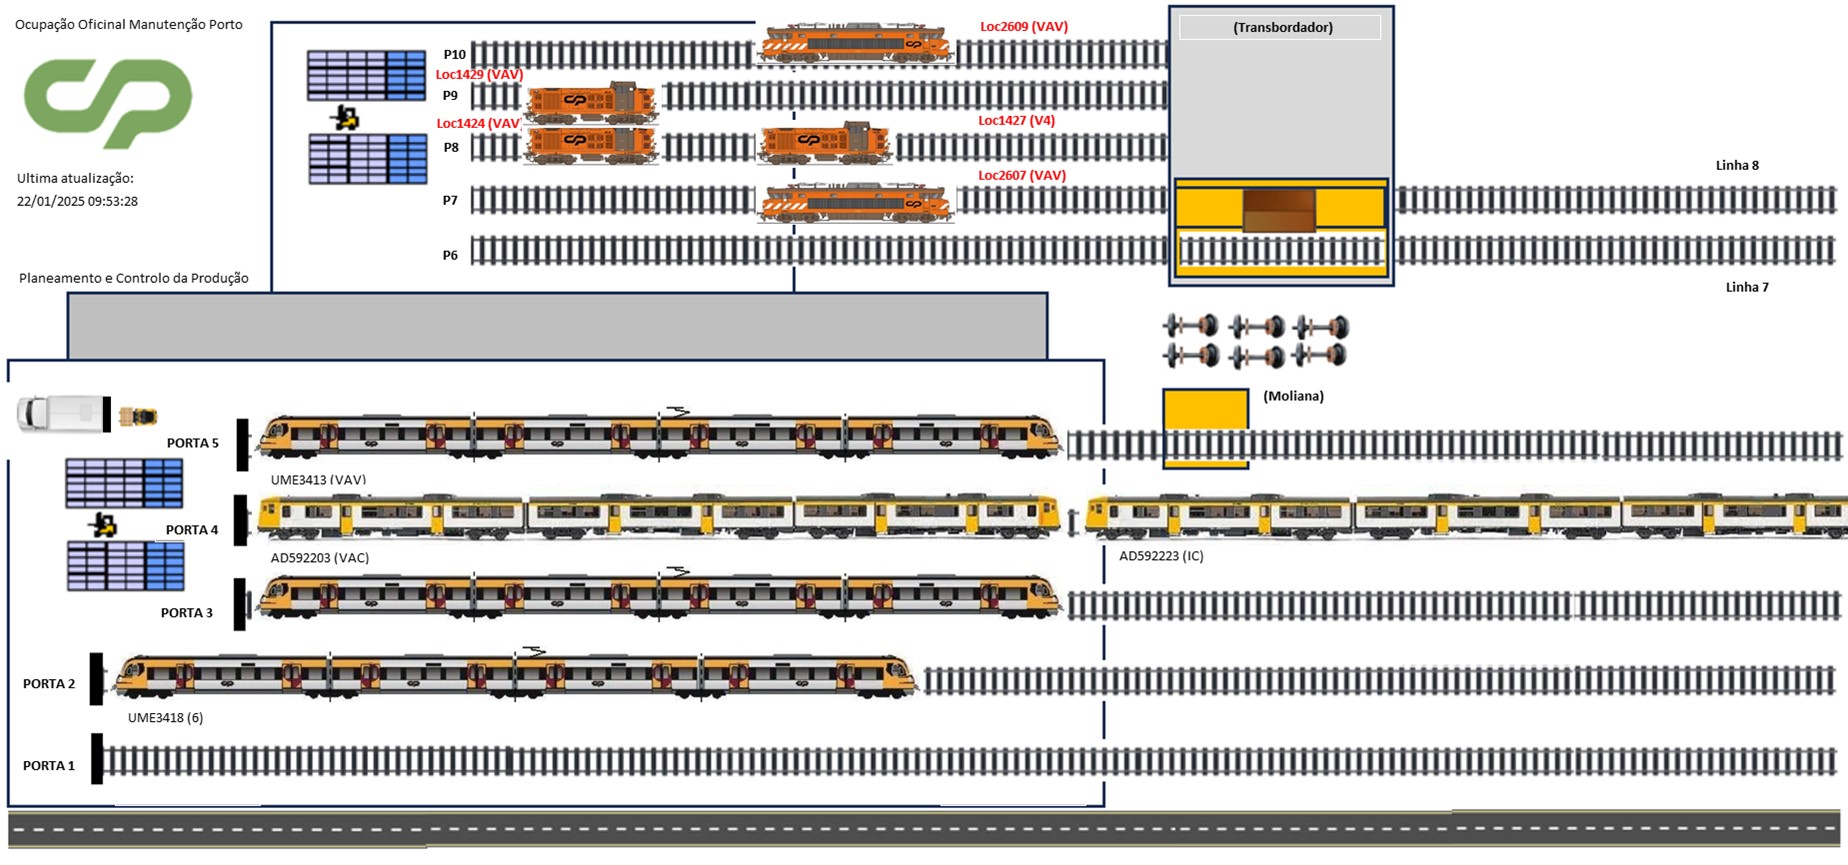 Ocupação Oficinal Manutenção Porto
CP
Ultima atualização:
22/01/2025 09:53:28
Planeamento e Controlo da Produção
P10
Loc2609 (VAV)
(Transbordador)
Loc1429 (VAV)
P9
Loc1424 (VAV)
P8
Loc1427 (V4)
P7
Loc2607 (VAV)
Linha 8
P6
Linha 7
(Moliana)
PORTA 5
UME3413 (VAV)
PORTA 4
AD592203 (VAC)
AD592223 (IC)
PORTA 3
PORTA 2
UME3418 (6)
PORTA 1